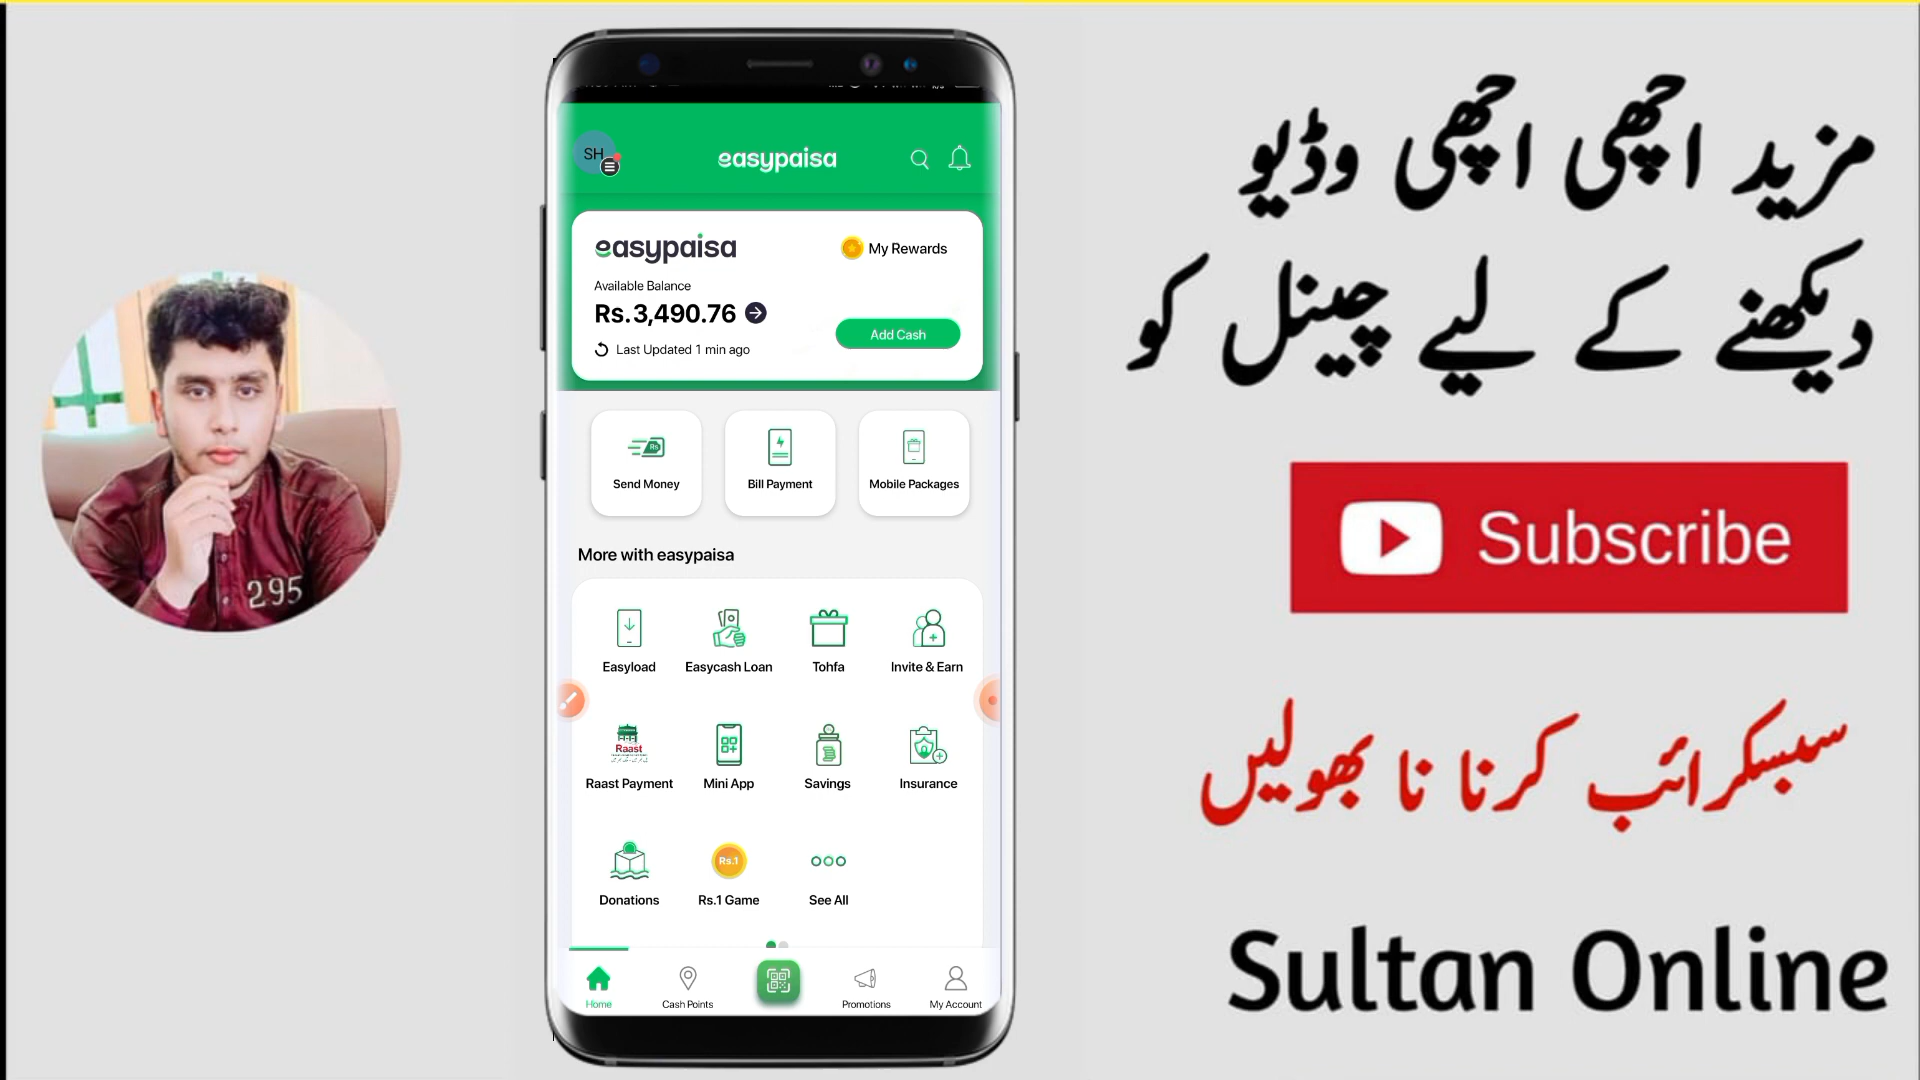 SH
easypaisa
easypaisa
My Rewards
Available Balance
Rs.3,490.76
Last Updated 1 min ago
Add Cash
Send Money
Bill Payment
Mobile Packages
Rs
More with easypaisa
Easyload
Easycash Loan
Tohfa
Invite & Earn
Raast
Raast Payment
Mini App
Savings
Insurance
Rs.1
Donations
Rs.1 Game
See All
Home
Cash Points
Promotions
My Account
295
مزید اچھی اچھی وڈیو
دیکھنے کے لیے چینل کو
Subscribe
سبسکرائب کرنا نا بھولیں
Sultan Online